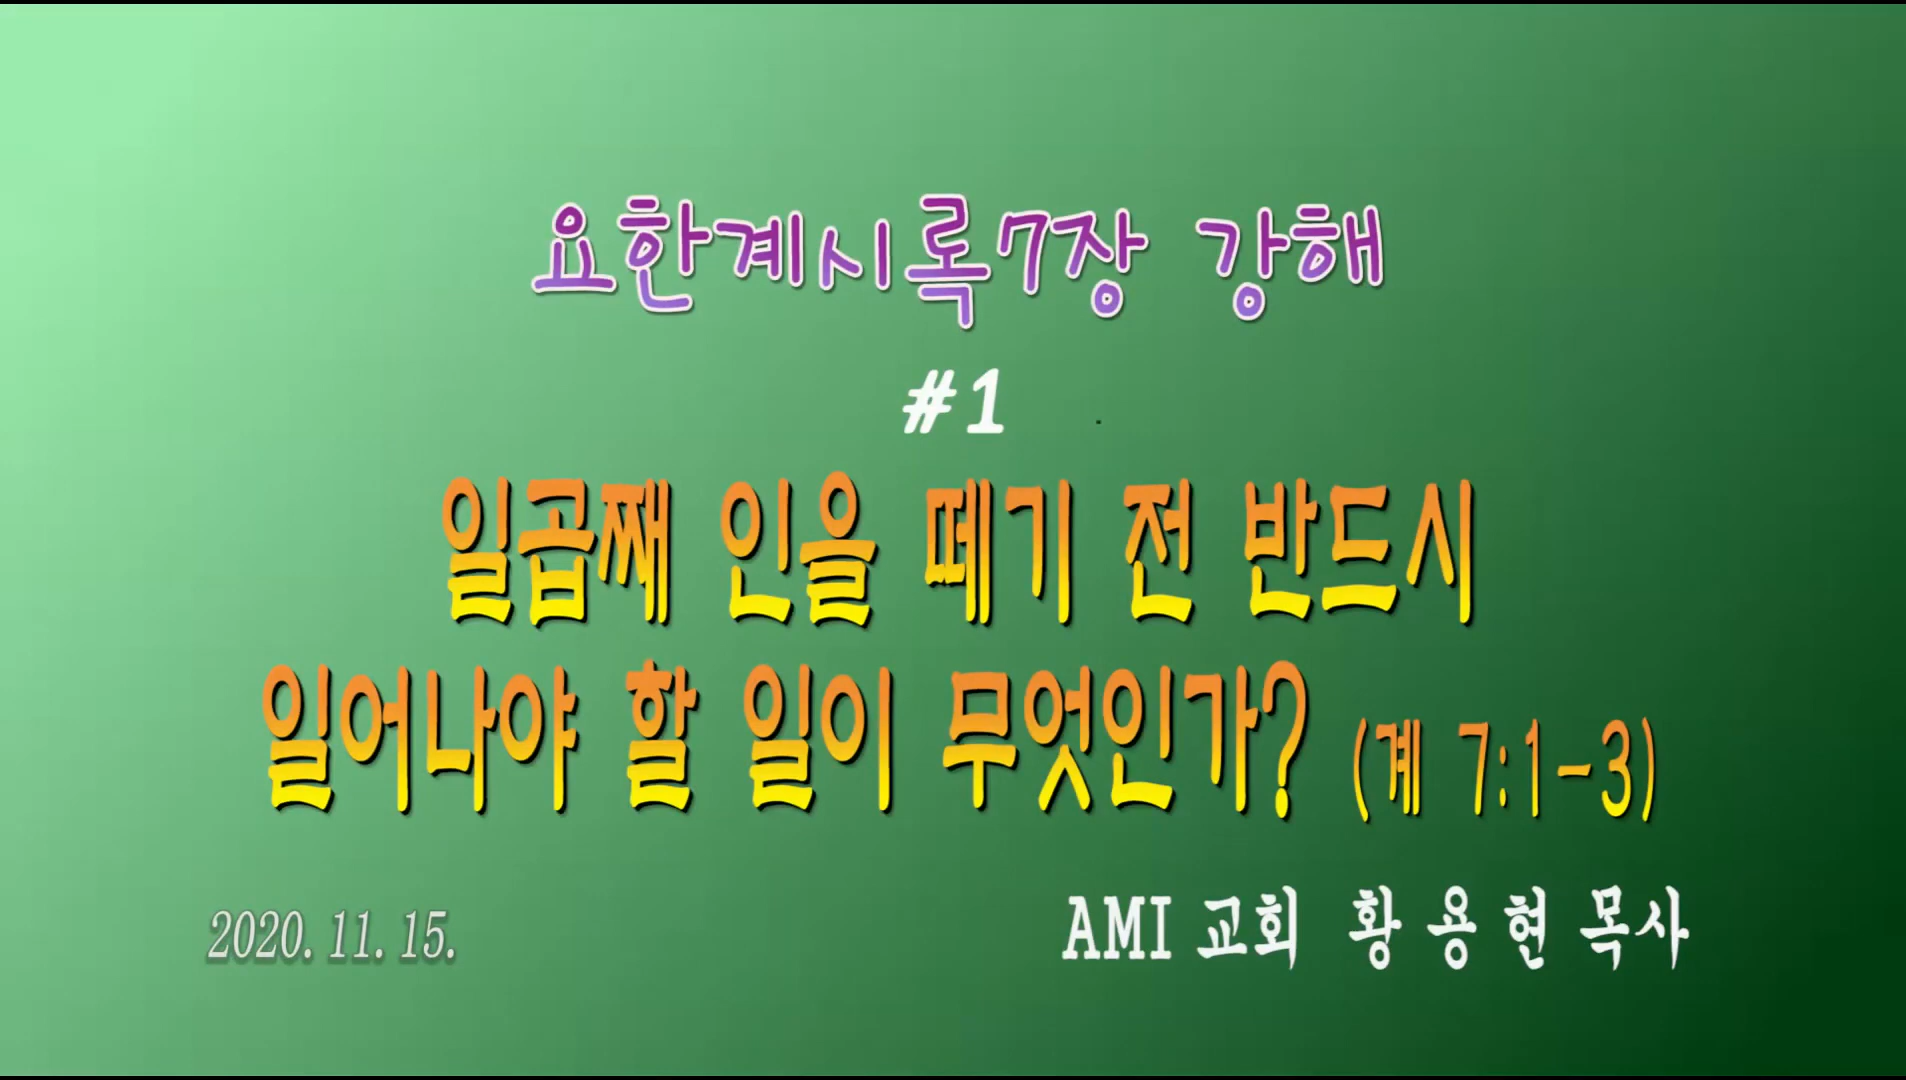 요한계시록7장 강해
#1
일곱째 인을 떼기 전 반드시
일어나야 할 일이 무엇인가? (계 7:1-3)
2020. 11. 15.
AMI 교회 황 용 현 목사